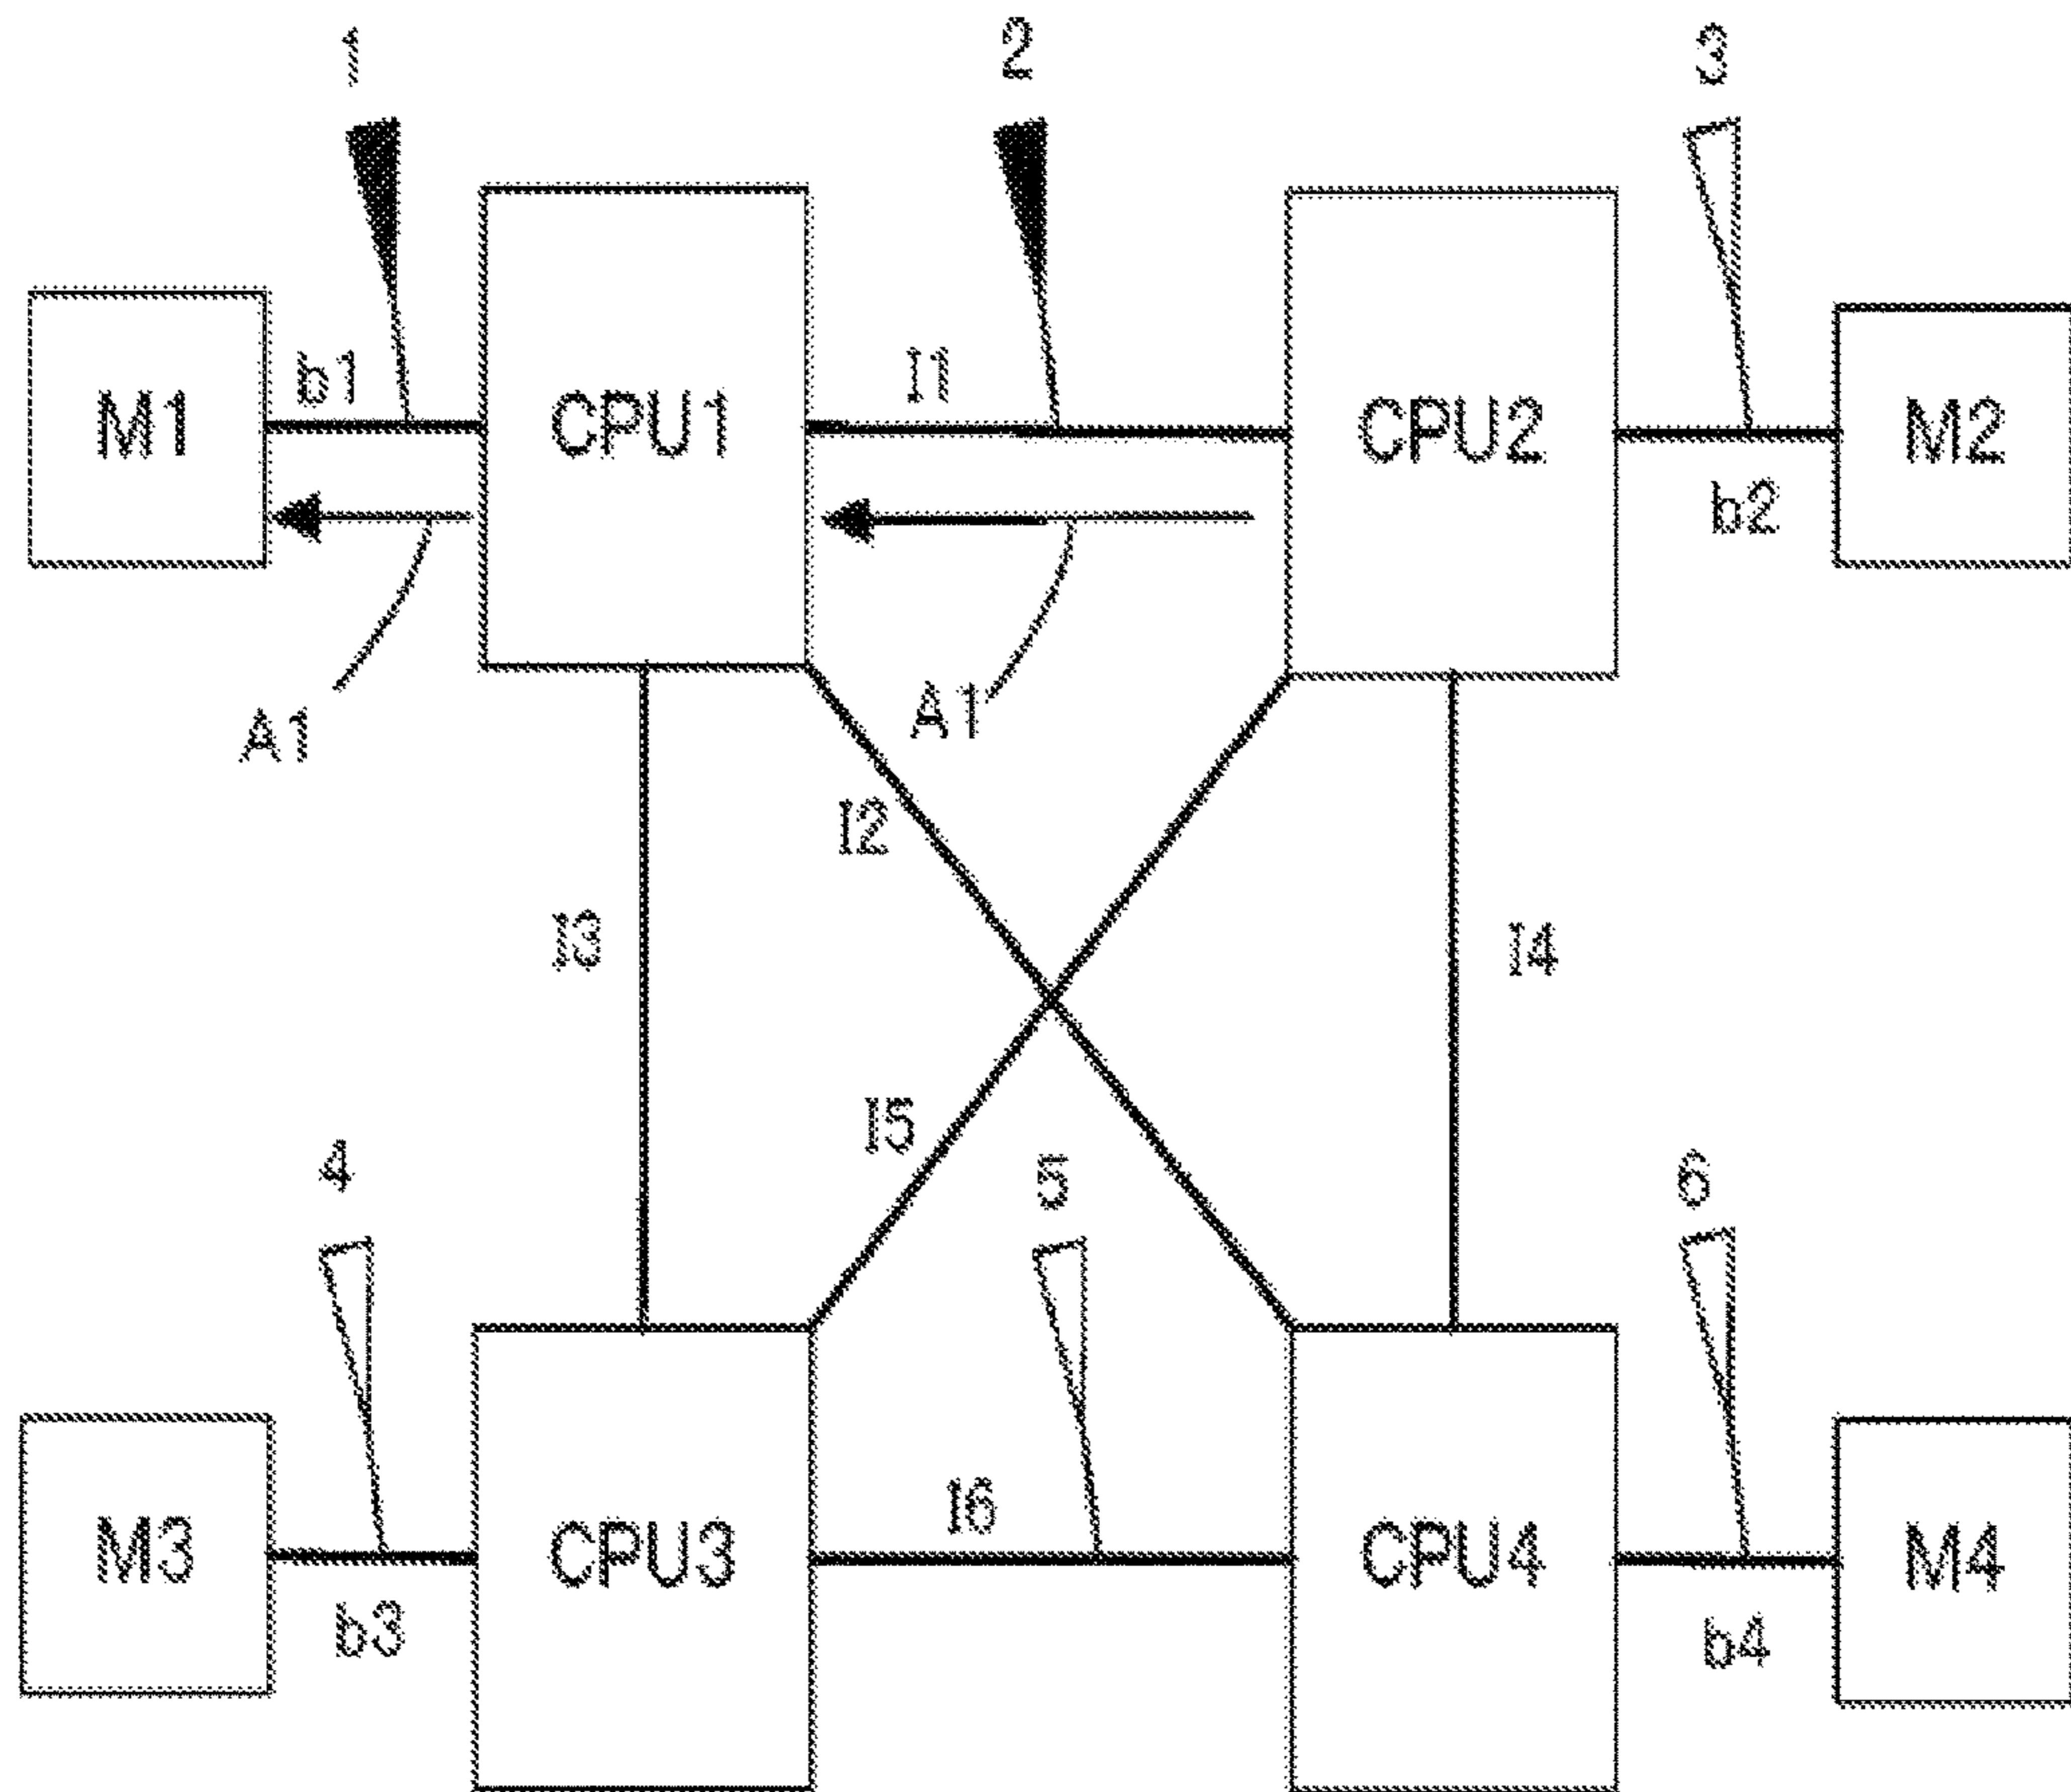 1 2 3
M1 b1 CPU1 I1 CPU2 M2
b2
A1 A1
I2
I3 I4
I5
4 5 6
M3 CPU3 I6 CPU4 M4
b3 b4